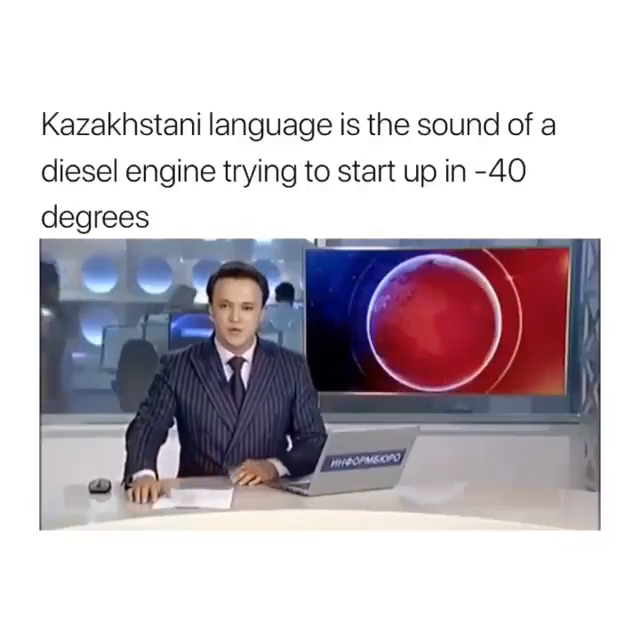 Kazakhstani language is the sound of a
diesel engine trying to start up in -40
degrees
ИНФОРМБЮРО